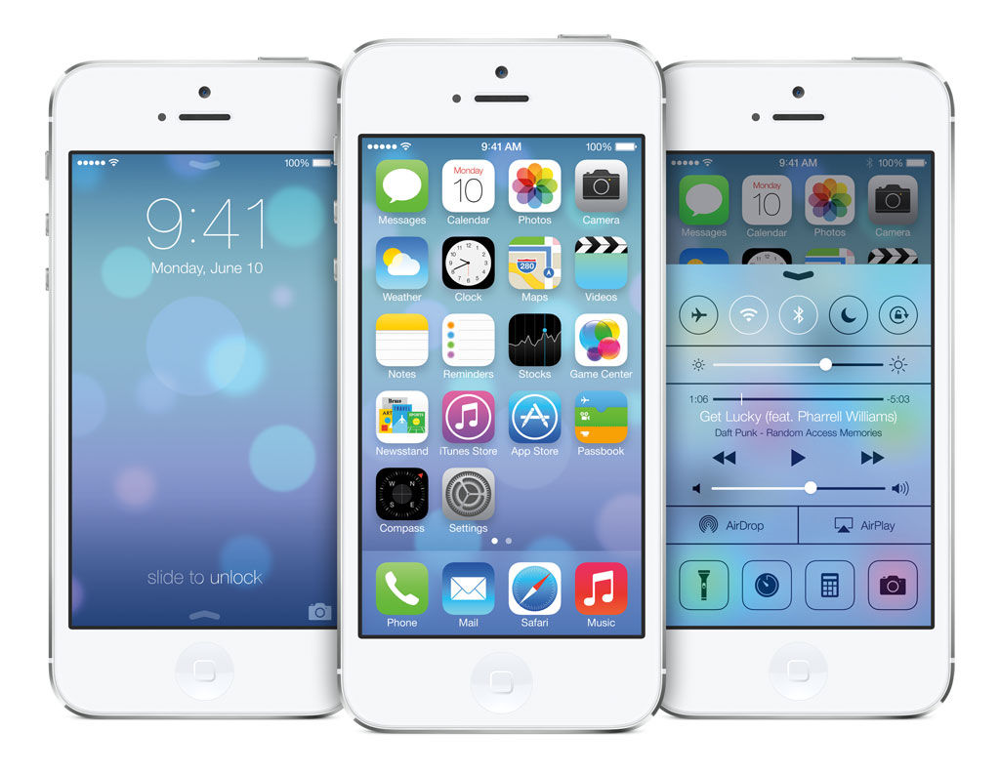 100%
9:41
Monday, June 10
slide to unlock
9:41 AM 100%
Monday
10
Messages Calendar Photos Camera
280
Weather Clock Maps Videos
Notes Reminders Stocks Game Center
ART TRAVEL SPORTS
Newsstand iTunes Store App Store Passbook
N
W E
S
Compass Settings
Phone Mail Safari Music
9:41 AM 100%
Monday
10
Messages Calendar Photos Camera
1:06 -5:03
Get Lucky (feat. Pharrell Williams)
Daft Punk - Random Access Memories
AirDrop AirPlay